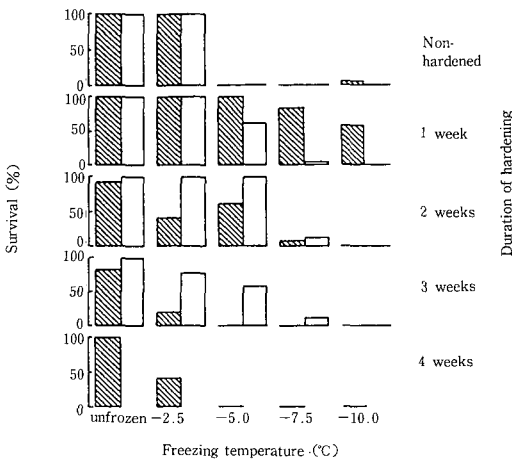 100
50
0
Non-
hardened
100
50
0
1 week
100
50
0
2 weeks
100
50
0
3 weeks
100
50
0
4 weeks
unfrozen −2.5 −5.0 −7.5 −10.0
Freezing temperature (℃)
Survival (%)
Duration of hardening